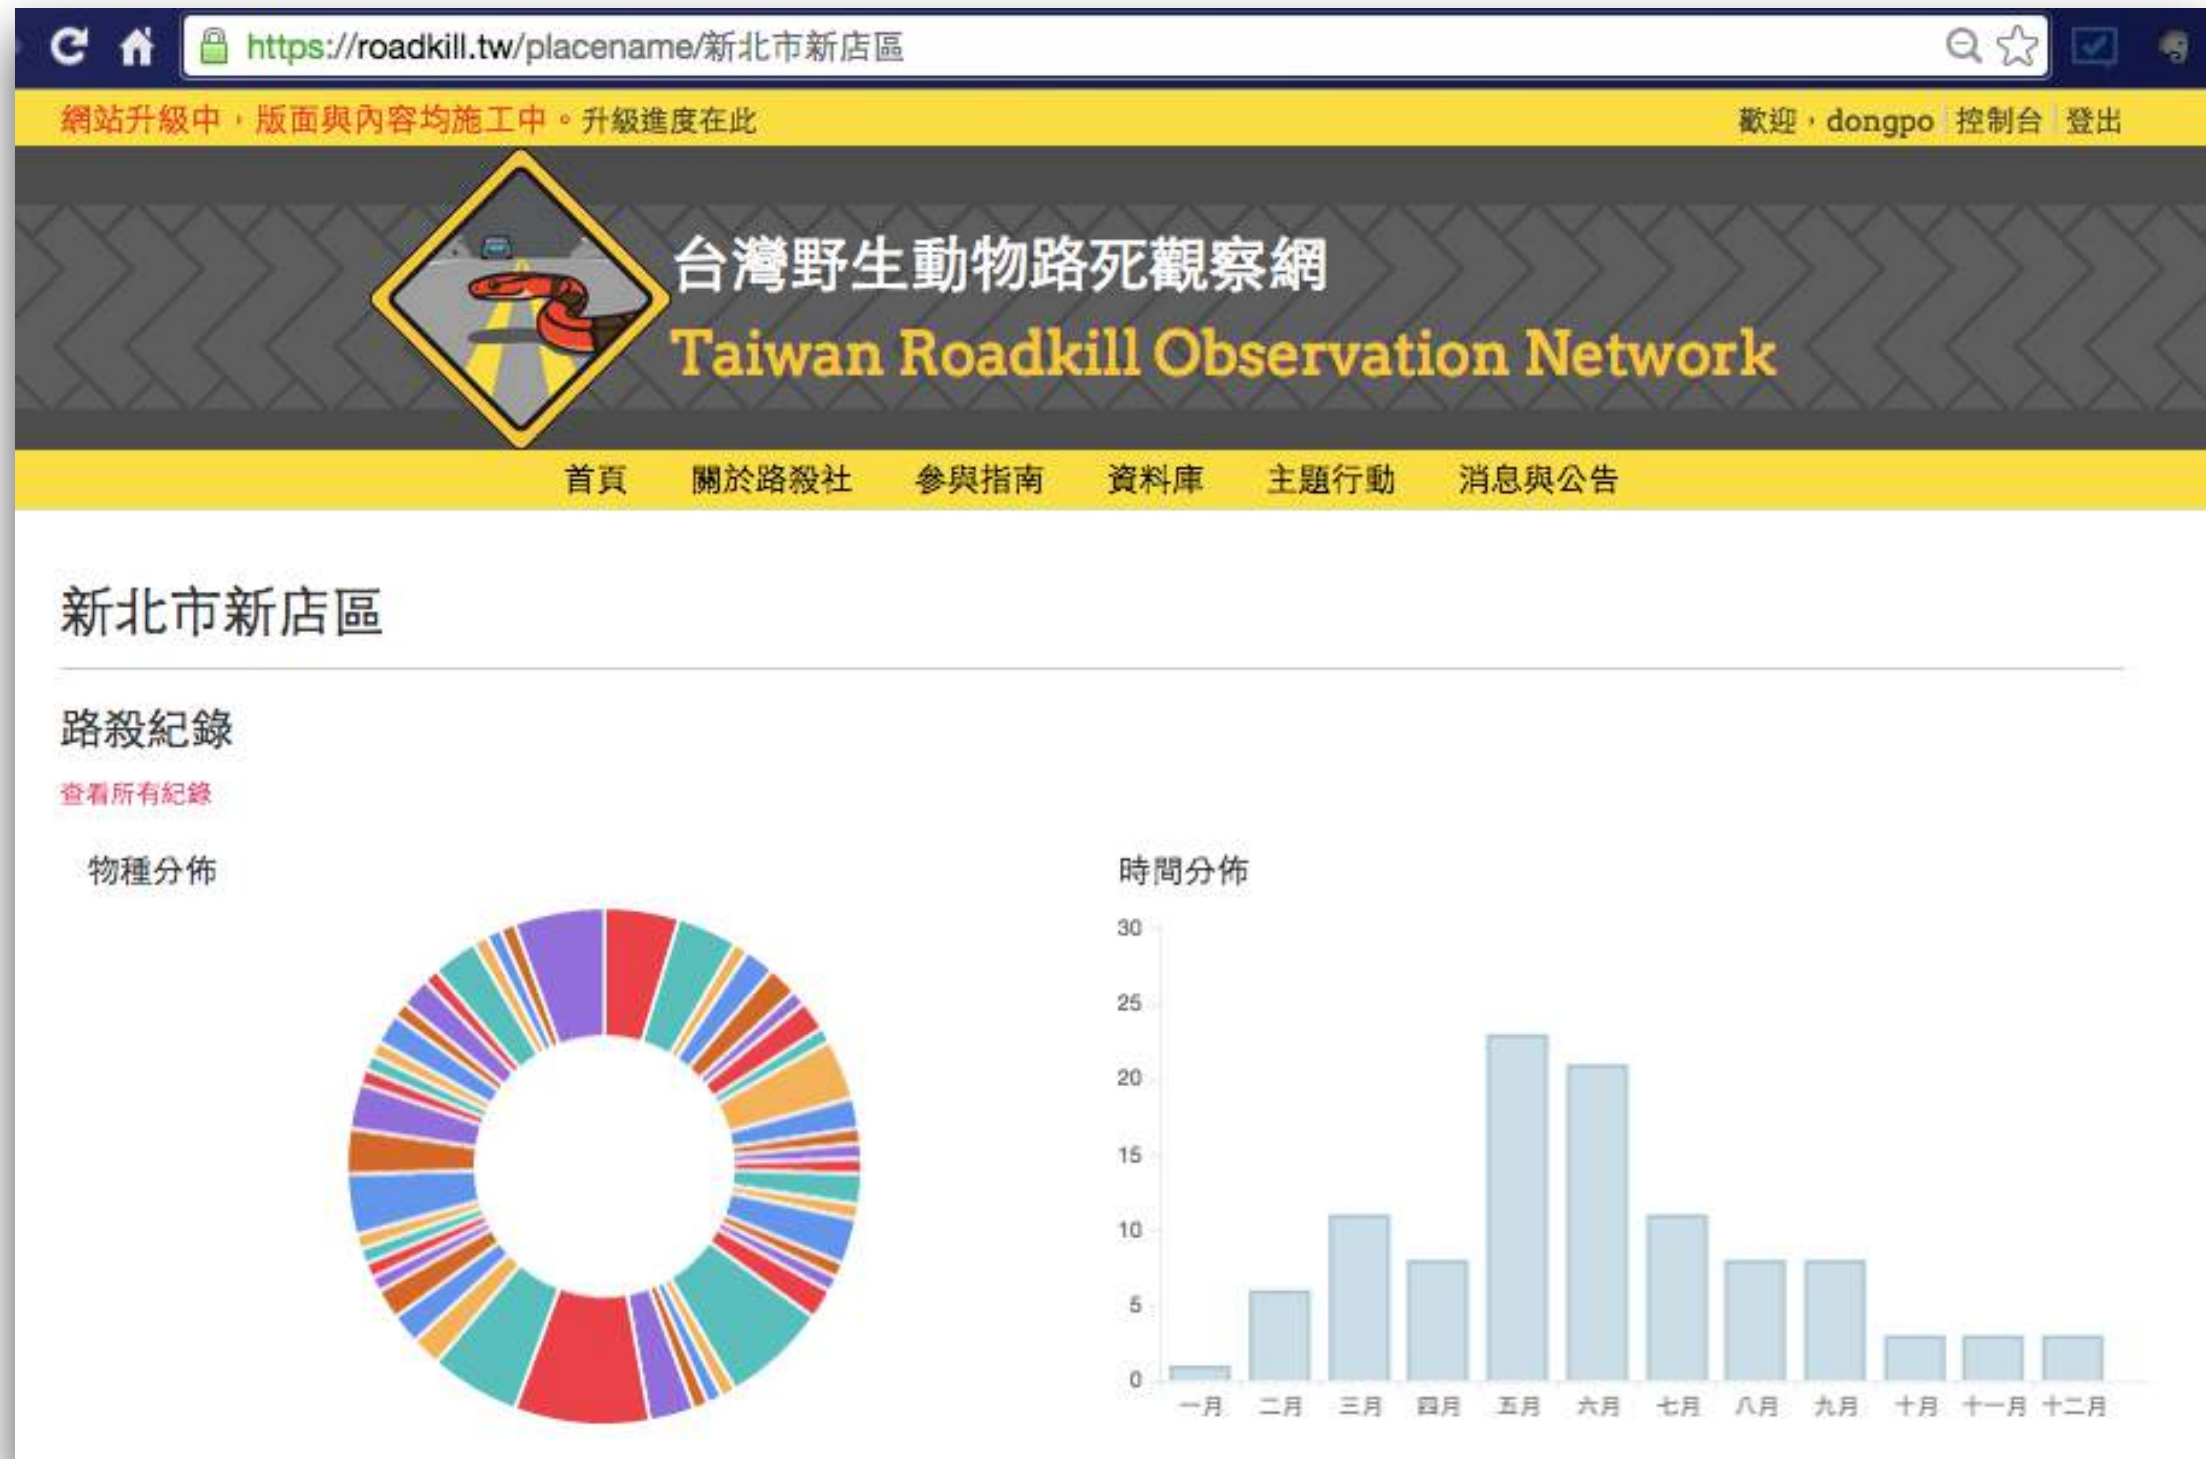 https://roadkill.tw/placename/新北市新店區
網站升級中，版面與內容均施工中。升級進度在此
歡迎，dongpo 控制台 登出
台灣野生動物路死觀察網
Taiwan Roadkill Observation Network
首頁 關於路殺社 參與指南 資料庫 主題行動 消息與公告
新北市新店區
路殺紀錄
查看所有紀錄
物種分佈
時間分佈
30
25
20
15
10
5
0
一月 二月 三月 四月 五月 六月 七月 八月 九月 十月 十一月 十二月